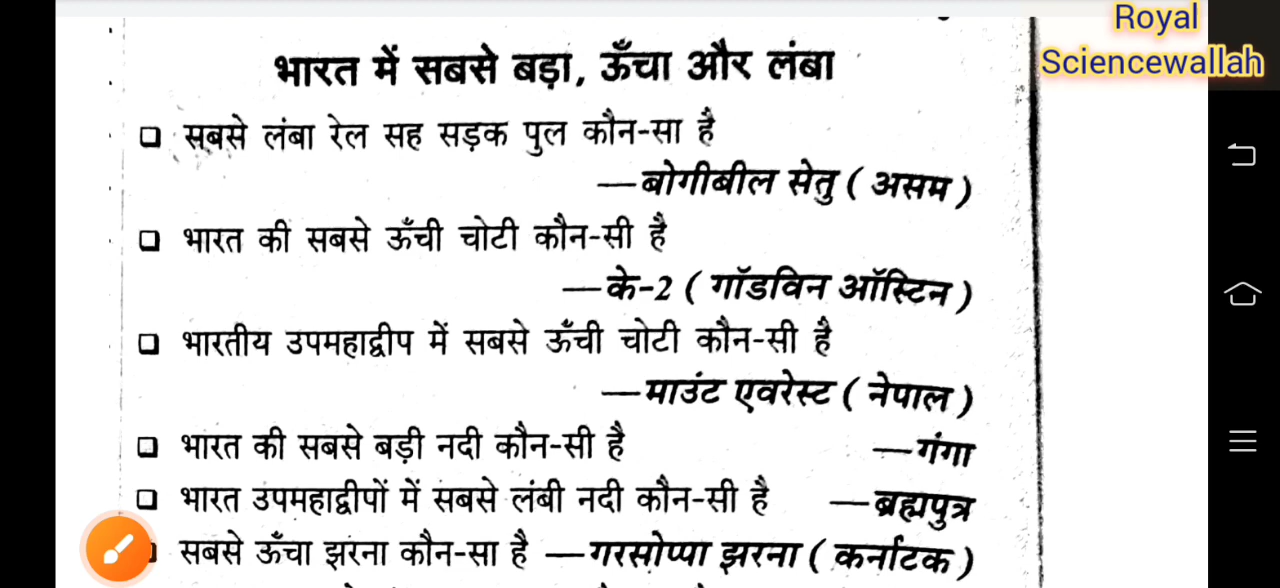 Royal
Sciencewallah
भारत में सबसे बड़ा, ऊँचा और लंबा
❑ सबसे लंबा रेल सह सड़क पुल कौन-सा है
—बोगीबील सेतु ( असम )
❑ भारत की सबसे ऊँची चोटी कौन-सी है
—के-2 ( गॉडविन ऑस्टिन )
❑ भारतीय उपमहाद्वीप में सबसे ऊँची चोटी कौन-सी है
—माउंट एवरेस्ट ( नेपाल )
❑ भारत की सबसे बड़ी नदी कौन-सी है —गंगा
❑ भारत उपमहाद्वीपों में सबसे लंबी नदी कौन-सी है —ब्रह्मपुत्र
सबसे ऊँचा झरना कौन-सा है —गरसोप्पा झरना ( कर्नाटक )